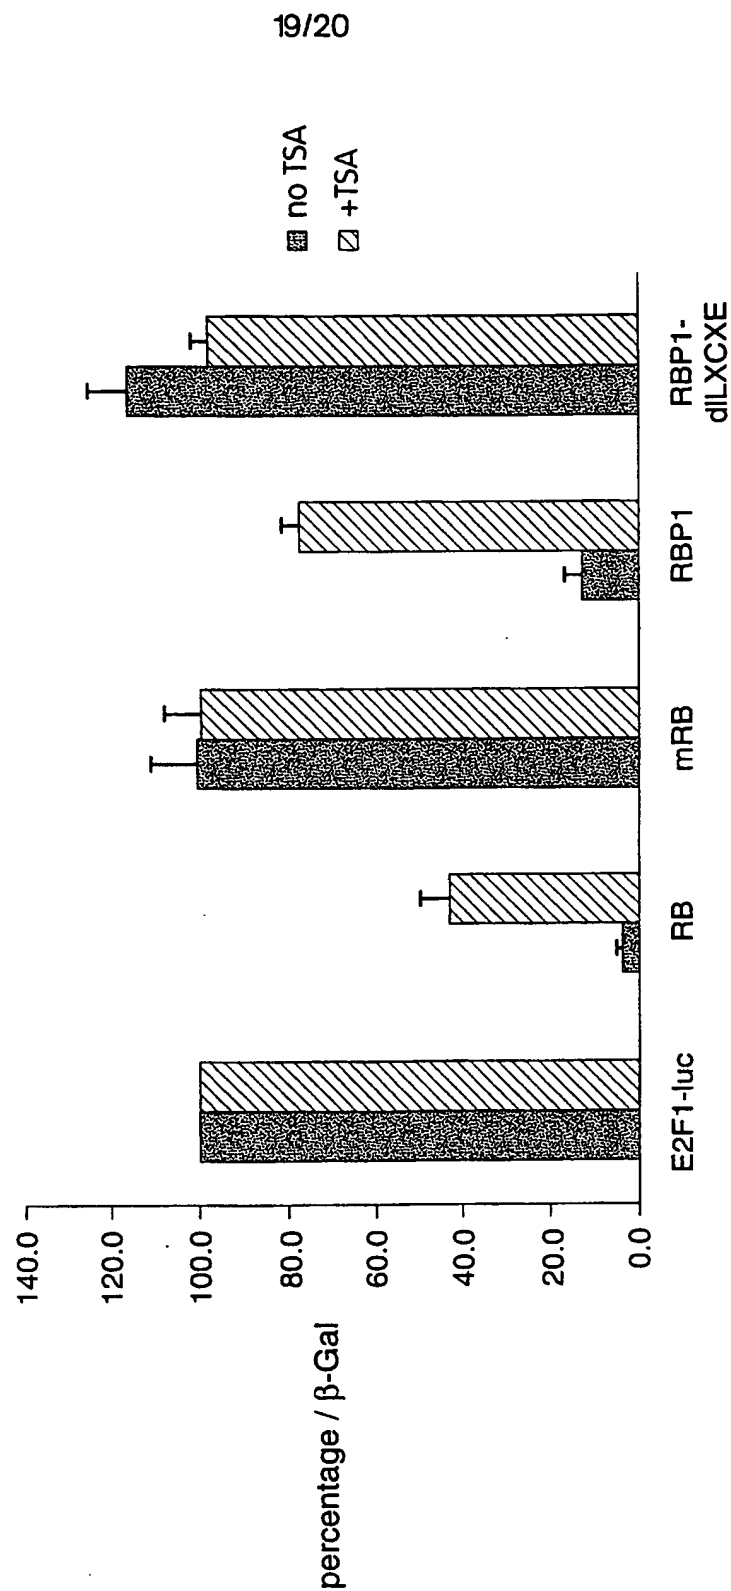 19/20
no TSA
+TSA
percentage / β-Gal
140.0
120.0
100.0
80.0
60.0
40.0
20.0
0.0
E2F1-luc
RB
mRB
RBP1
RBP1-
dlLXCXE